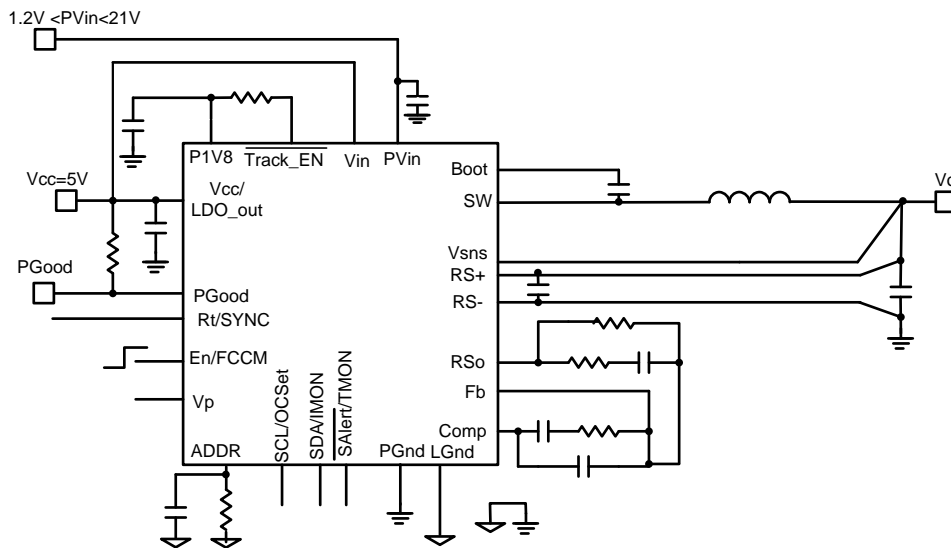 1.2V <PVin<21V
P1V8
Track_EN
Vin
PVin
Boot
Vcc=5V
Vcc/
LDO_out
SW
Vsns
PGood
RS+
PGood
RS-
Rt/SYNC
En/FCCM
RSo
Vp
Fb
Comp
ADDR
SCL/OCSet
SDA/IMON
SAlert/TMON
PGnd
LGnd